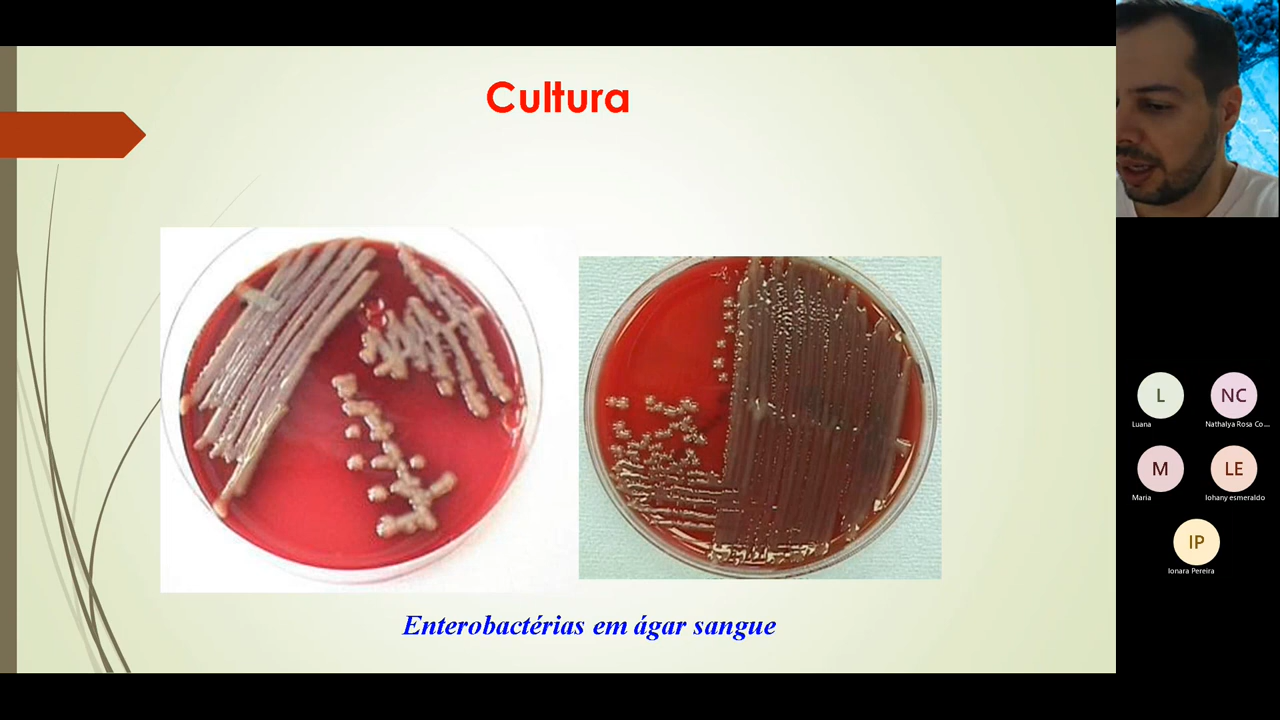 Cultura
Enterobactérias em ágar sangue
L
NC
Luana
Nathalya Rosa Co...
M
LE
Maria
Iohany esmeraldo
IP
Ionara Pereira